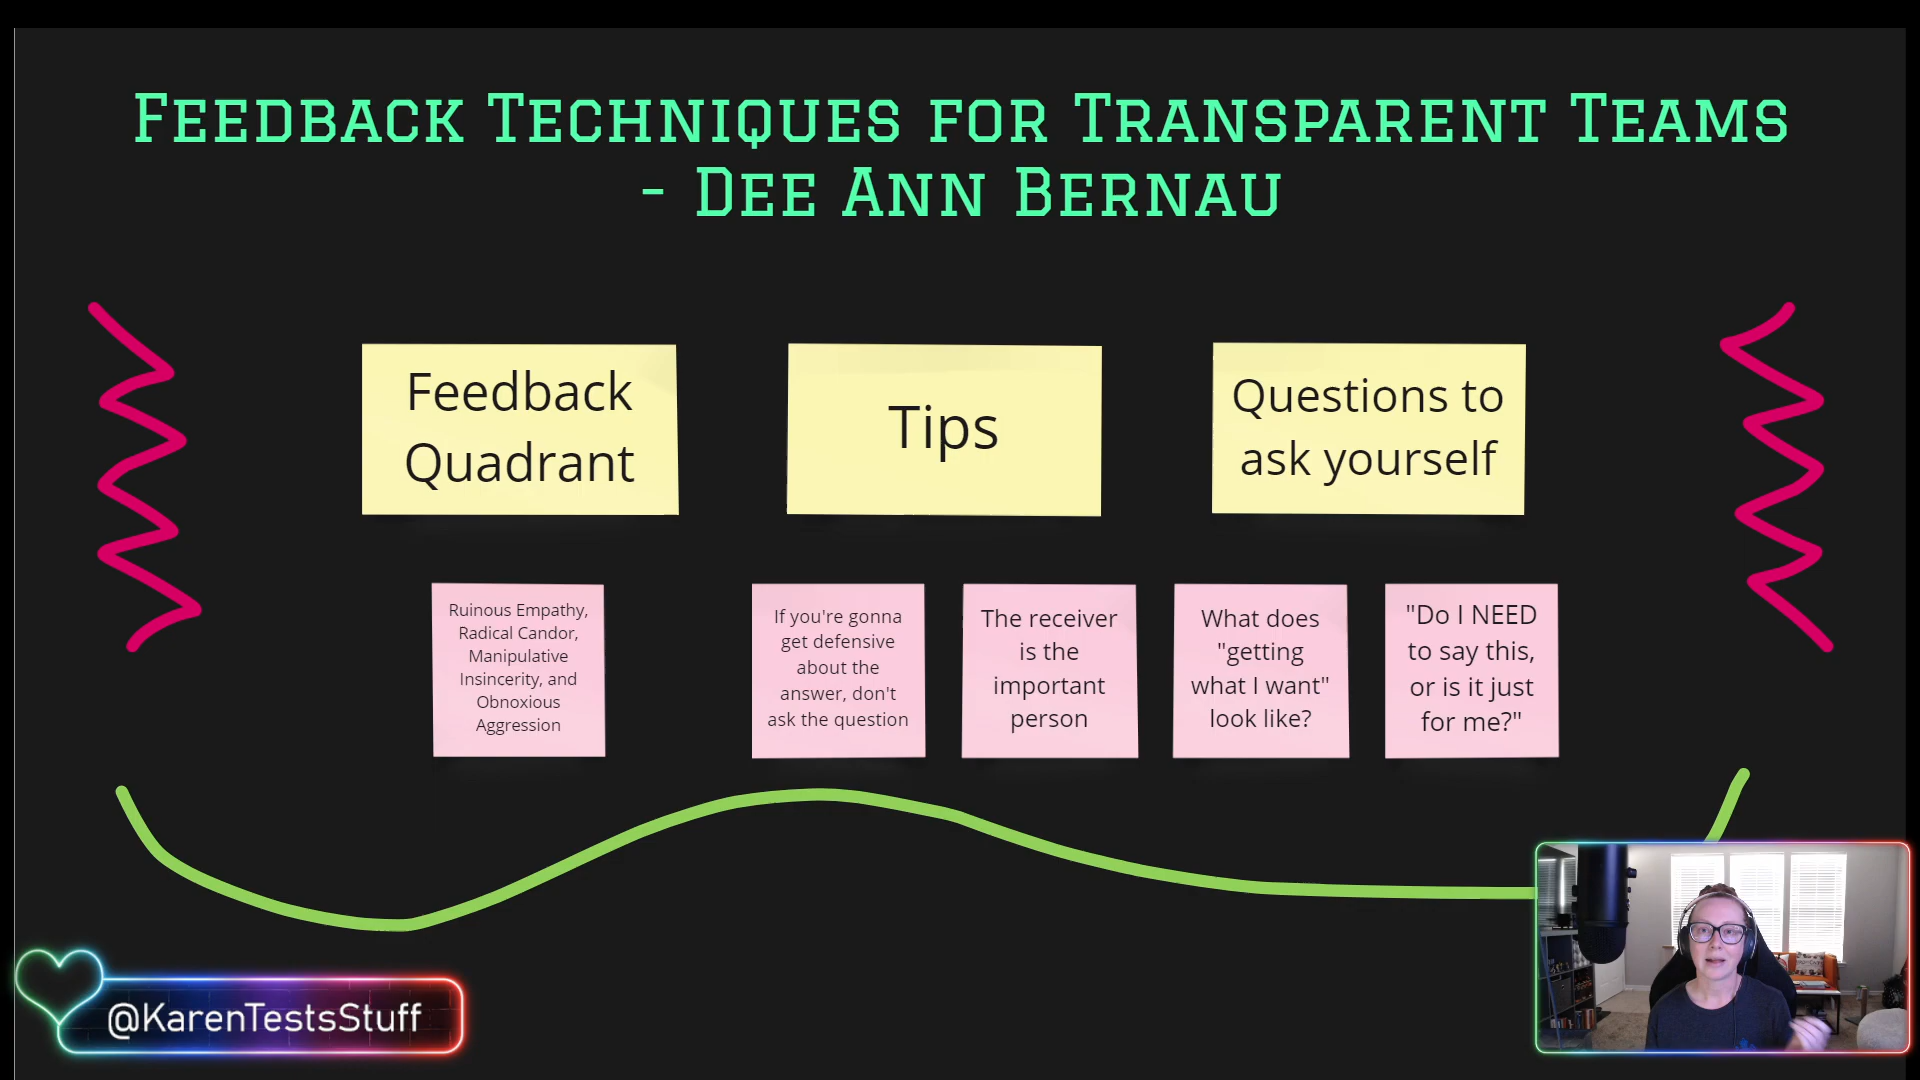 Feedback Techniques for Transparent Teams
- Dee Ann Bernau
Feedback
Quadrant
Tips
Questions to
ask yourself
Ruinous Empathy,
Radical Candor,
Manipulative
Insincerity, and
Obnoxious
Aggression
If you're gonna
get defensive
about the
answer, don't
ask the question
The receiver
is the
important
person
What does
"getting
what I want"
look like?
"Do I NEED
to say this,
or is it just
for me?"
@KarenTestsStuff